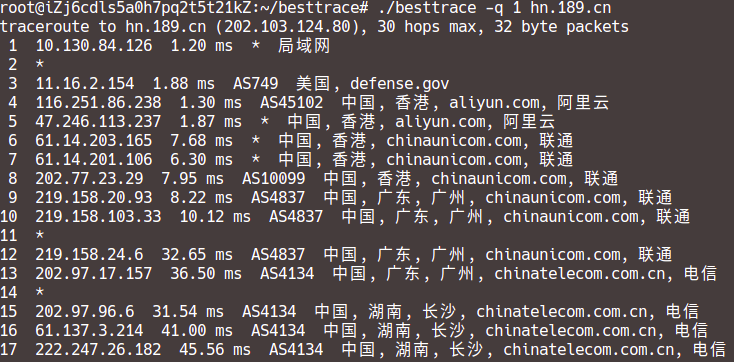 root@iZj6cdls5a0h7pq2t5t21kZ:~/besttrace# ./besttrace -q 1 hn.189.cn
traceroute to hn.189.cn (202.103.124.80), 30 hops max, 32 byte packets
1 10.130.84.126 1.20 ms * 局域网
2 *
3 11.16.2.154 1.88 ms AS749 美国, defense.gov
4 116.251.86.238 1.30 ms AS45102 中国, 香港, aliyun.com, 阿里云
5 47.246.113.237 1.87 ms * 中国, 香港, aliyun.com, 阿里云
6 61.14.203.165 7.68 ms * 中国, 香港, chinaunicom.com, 联通
7 61.14.201.106 6.30 ms * 中国, 香港, chinaunicom.com, 联通
8 202.77.23.29 7.95 ms AS10099 中国, 香港, chinaunicom.com, 联通
9 219.158.20.93 8.22 ms AS4837 中国, 广东, 广州, chinaunicom.com, 联通
10 219.158.103.33 10.12 ms AS4837 中国, 广东, 广州, chinaunicom.com, 联通
11 *
12 219.158.24.6 32.65 ms AS4837 中国, 广东, 广州, chinaunicom.com, 联通
13 202.97.17.157 36.50 ms AS4134 中国, 广东, 广州, chinatelecom.com.cn, 电信
14 *
15 202.97.96.6 31.54 ms AS4134 中国, 湖南, 长沙, chinatelecom.com.cn, 电信
16 61.137.3.214 41.00 ms AS4134 中国, 湖南, 长沙, chinatelecom.com.cn, 电信
17 222.247.26.182 45.56 ms AS4134 中国, 湖南, 长沙, chinatelecom.com.cn, 电信